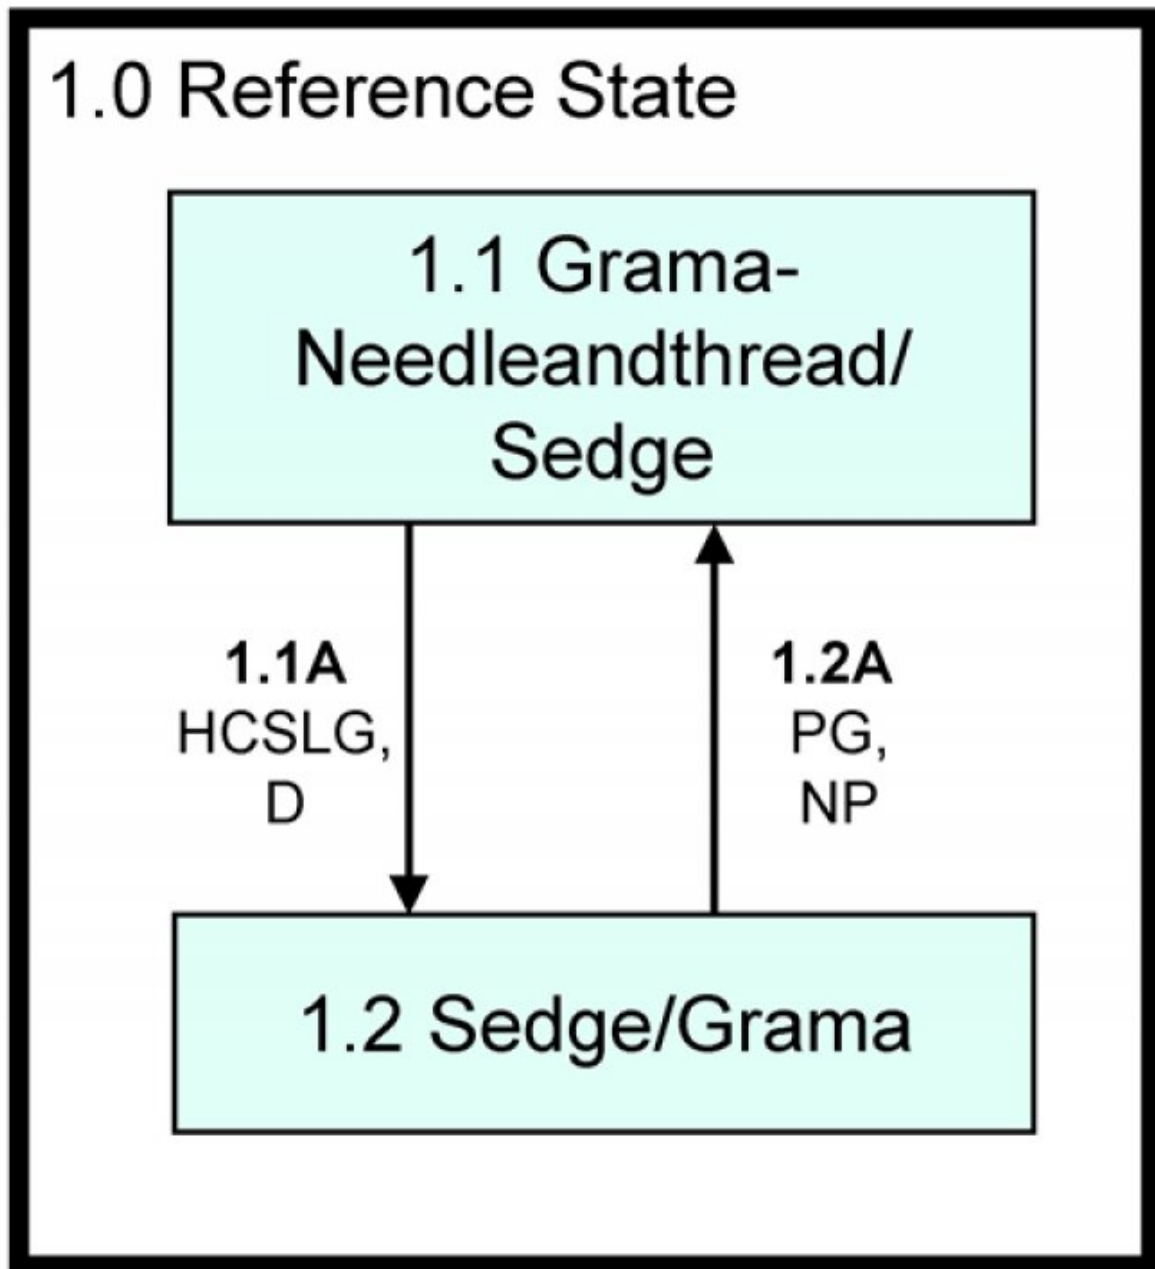 1.0 Reference State
1.1 Grama-
Needleandthread/
Sedge
1.1A
HCSLG,
D
1.2A
PG,
NP
1.2 Sedge/Grama